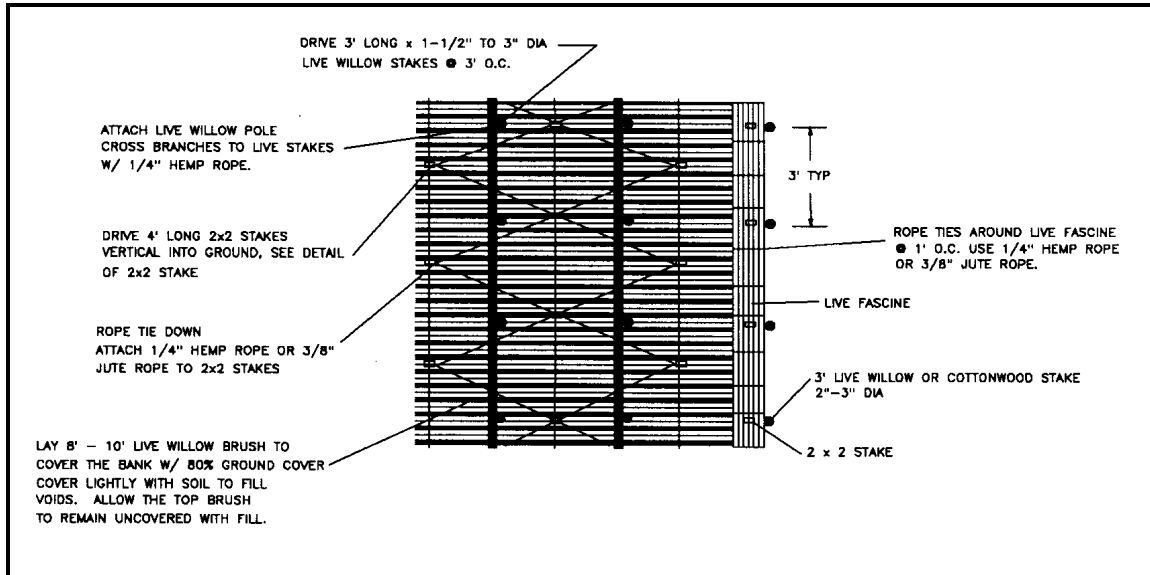 DRIVE 3' LONG x 1-1/2" TO 3" DIA
LIVE WILLOW STAKES @ 3' O.C.
ATTACH LIVE WILLOW POLE
CROSS BRANCHES TO LIVE STAKES
W/ 1/4" HEMP ROPE.
DRIVE 4' LONG 2x2 STAKES
VERTICAL INTO GROUND, SEE DETAIL
OF 2x2 STAKE
ROPE TIE DOWN
ATTACH 1/4" HEMP ROPE OR 3/8"
JUTE ROPE TO 2x2 STAKES
LAY 8' - 10' LIVE WILLOW BRUSH TO
COVER THE BANK W/ 80% GROUND COVER
COVER LIGHTLY WITH SOIL TO FILL
VOIDS. ALLOW THE TOP BRUSH
TO REMAIN UNCOVERED WITH FILL.
3' TYP
ROPE TIES AROUND LIVE FASCINE
@ 1' O.C. USE 1/4" HEMP ROPE
OR 3/8" JUTE ROPE.
LIVE FASCINE
3' LIVE WILLOW OR COTTONWOOD STAKE
2"-3" DIA
2 x 2 STAKE